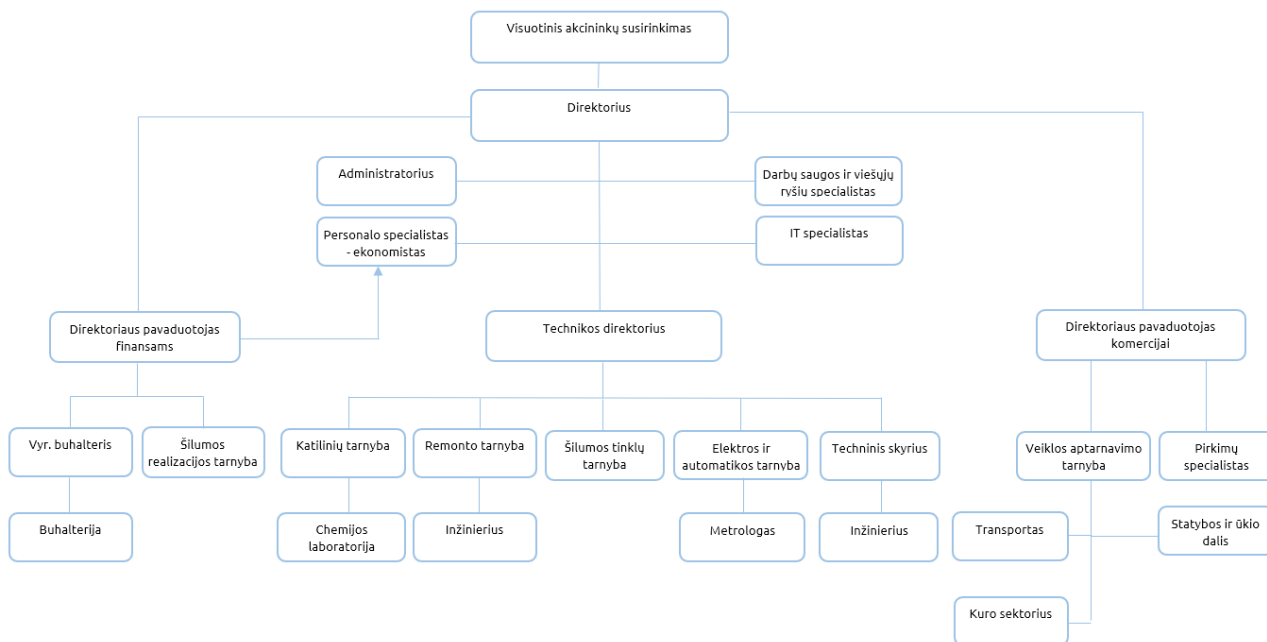 Visuotinis akcininkų susirinkimas
Direktorius
Administratorius
Darbų saugos ir viešųjų
ryšių specialistas
Personalo specialistas
- ekonomistas
IT specialistas
Direktoriaus pavaduotojas
finansams
Technikos direktorius
Direktoriaus pavaduotojas
komercijai
Vyr. buhalteris
Šilumos
realizacijos tarnyba
Katilinių tarnyba
Remonto tarnyba
Šilumos tinklų
tarnyba
Elektros ir
automatikos tarnyba
Techninis skyrius
Veiklos aptarnavimo
tarnyba
Pirkimų
specialistas
Buhalterija
Chemijos
laboratorija
Inžinierius
Metrologas
Inžinierius
Transportas
Statybos ir ūkio
dalis
Kuro sektorius